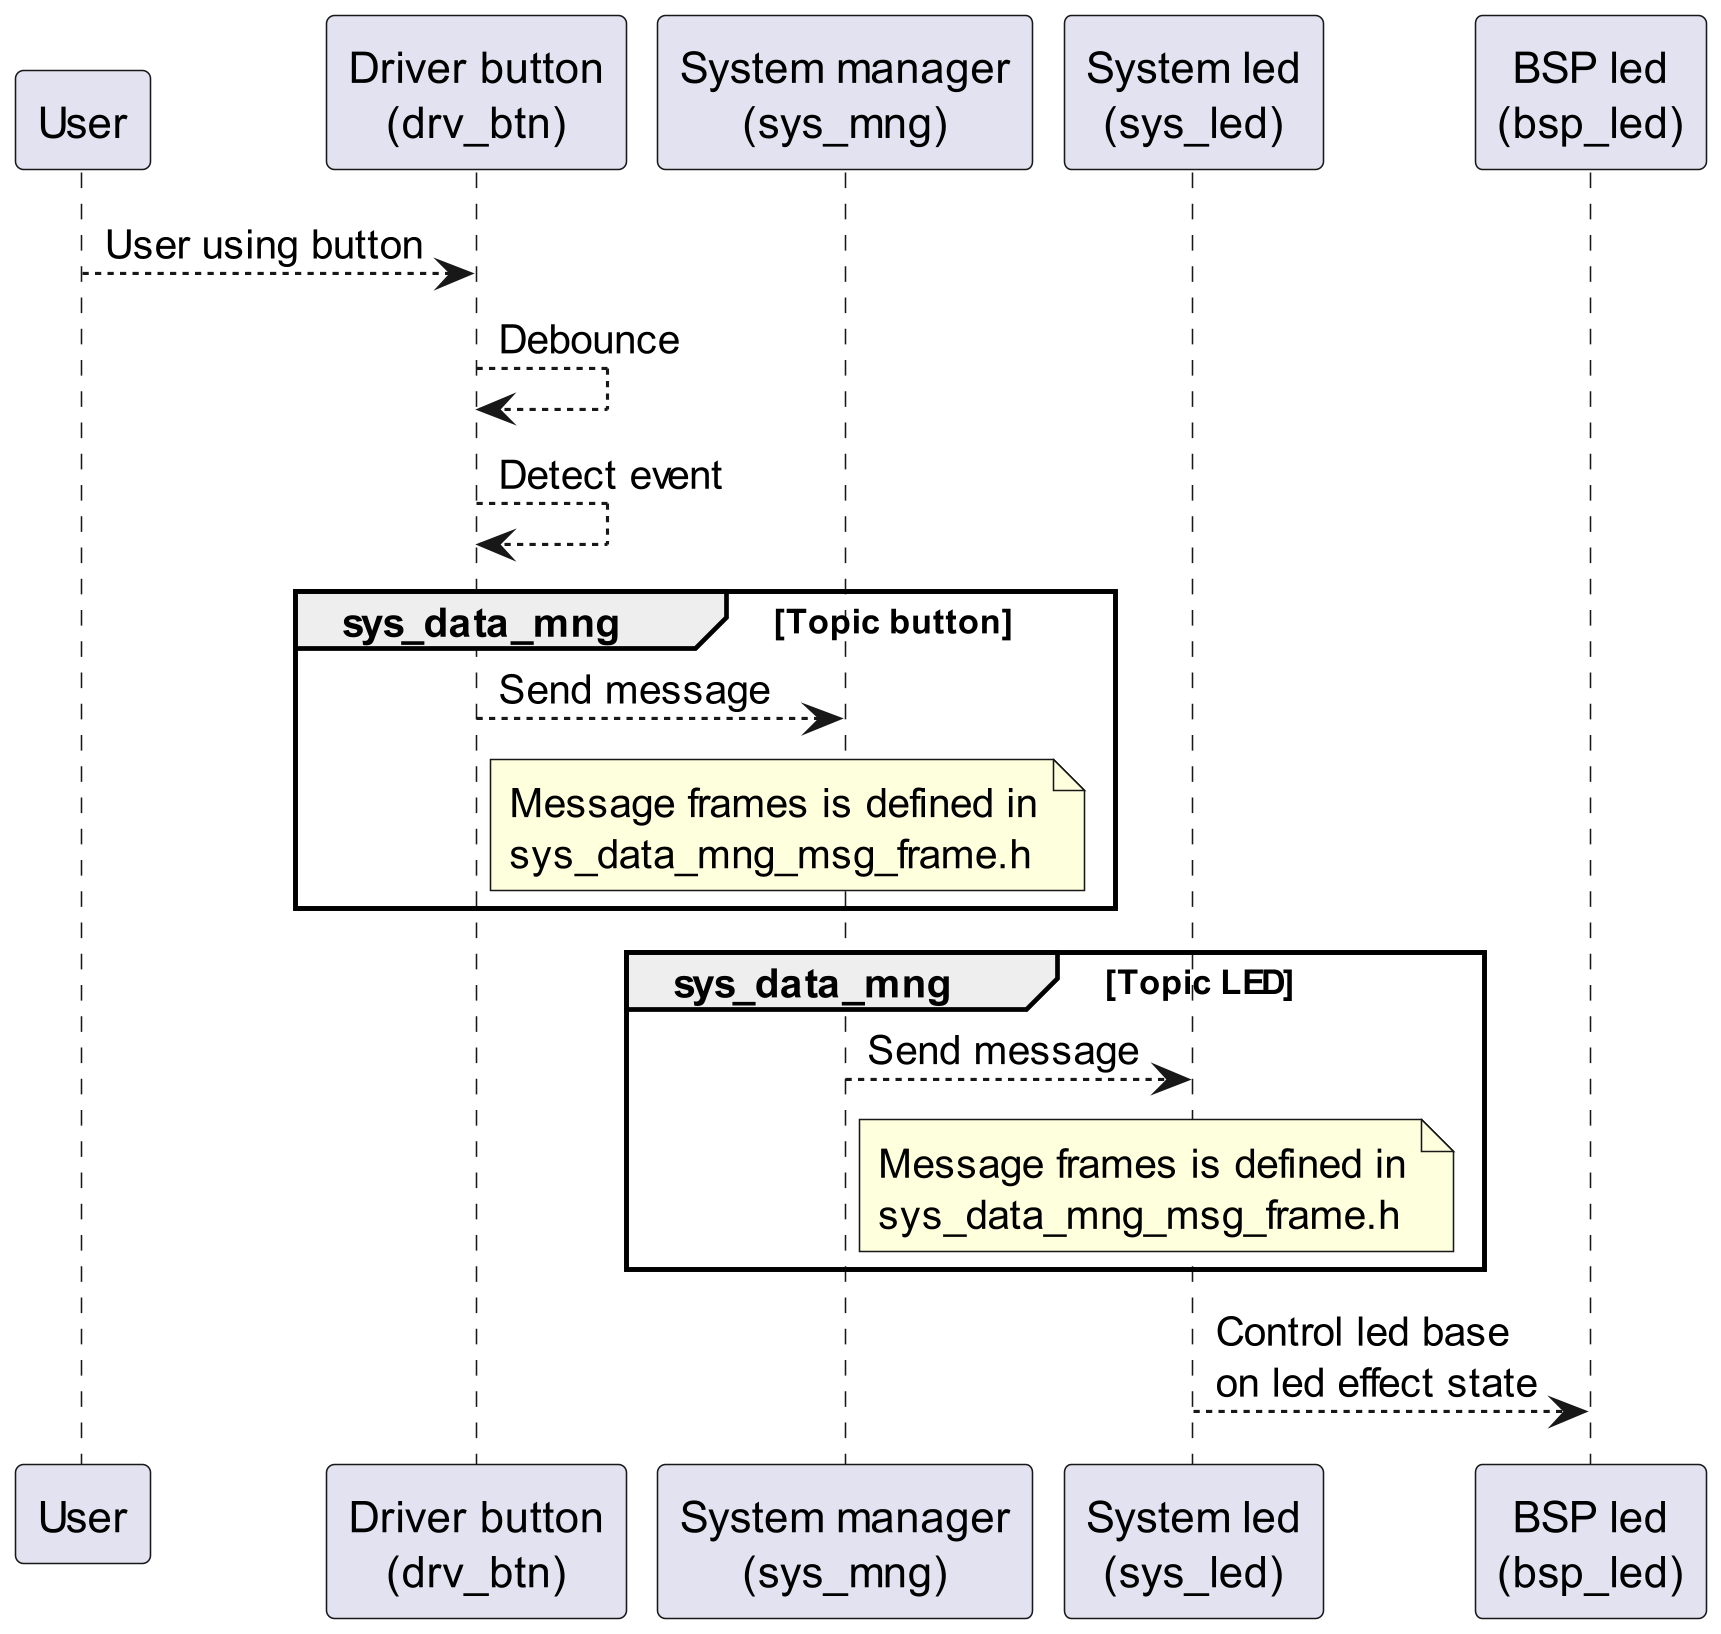 User
Driver button
(drv_btn)
System manager
(sys_mng)
System led
(sys_led)
BSP led
(bsp_led)
User using button
Debounce
Detect event
sys_data_mng
[Topic button]
Send message
Message frames is defined in
sys_data_mng_msg_frame.h
sys_data_mng
[Topic LED]
Send message
Message frames is defined in
sys_data_mng_msg_frame.h
Control led base
on led effect state
User
Driver button
(drv_btn)
System manager
(sys_mng)
System led
(sys_led)
BSP led
(bsp_led)